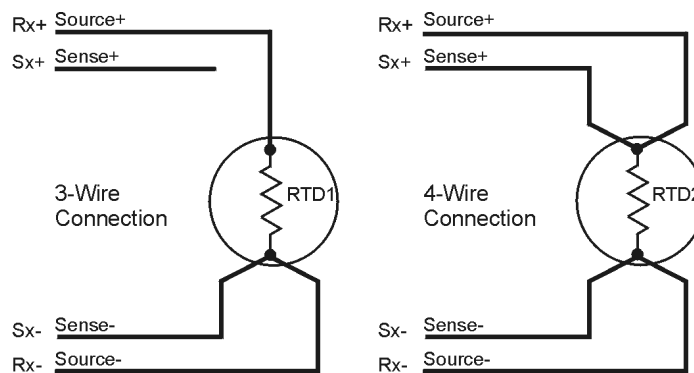 Rx+ Source+
Sx+ Sense+
3-Wire
Connection
RTD1
Sx- Sense-
Rx- Source-
Rx+ Source+
Sx+ Sense+
4-Wire
Connection
RTD2
Sx- Sense-
Rx- Source-